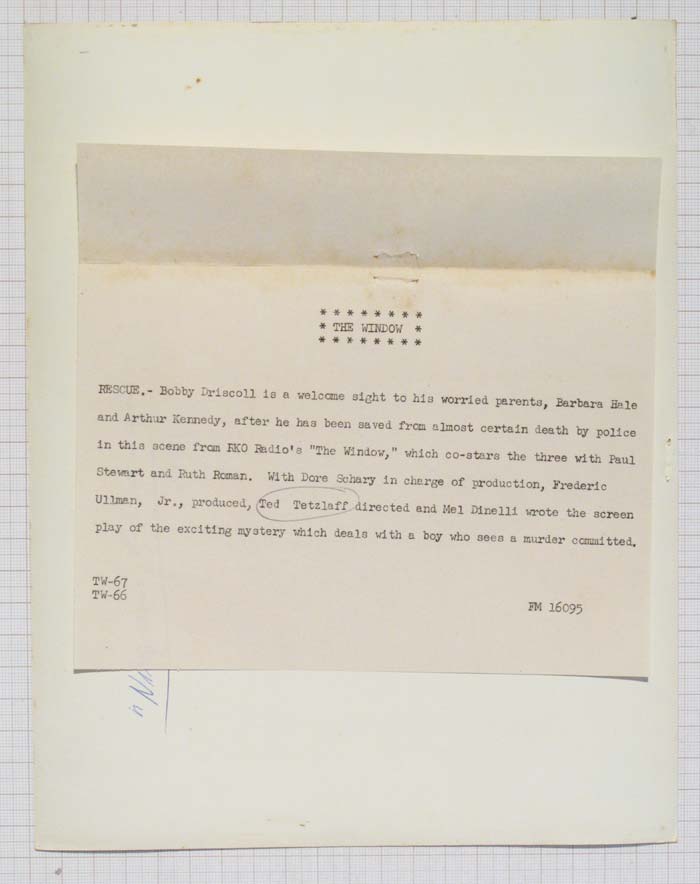 * * * * * * * *
* THE WINDOW *
* * * * * * * *
RESCUE.- Bobby Driscoll is a welcome sight to his worried parents, Barbara Hale
and Arthur Kennedy, after he has been saved from almost certain death by police
in this scene from RKO Radio's "The Window," which co-stars the three with Paul
Stewart and Ruth Roman. With Dore Schary in charge of production, Frederic
Ullman, Jr., produced, Ted Tetzlaff directed and Mel Dinelli wrote the screen
play of the exciting mystery which deals with a boy who sees a murder committed.
TW-67
TW-66
FM 16095